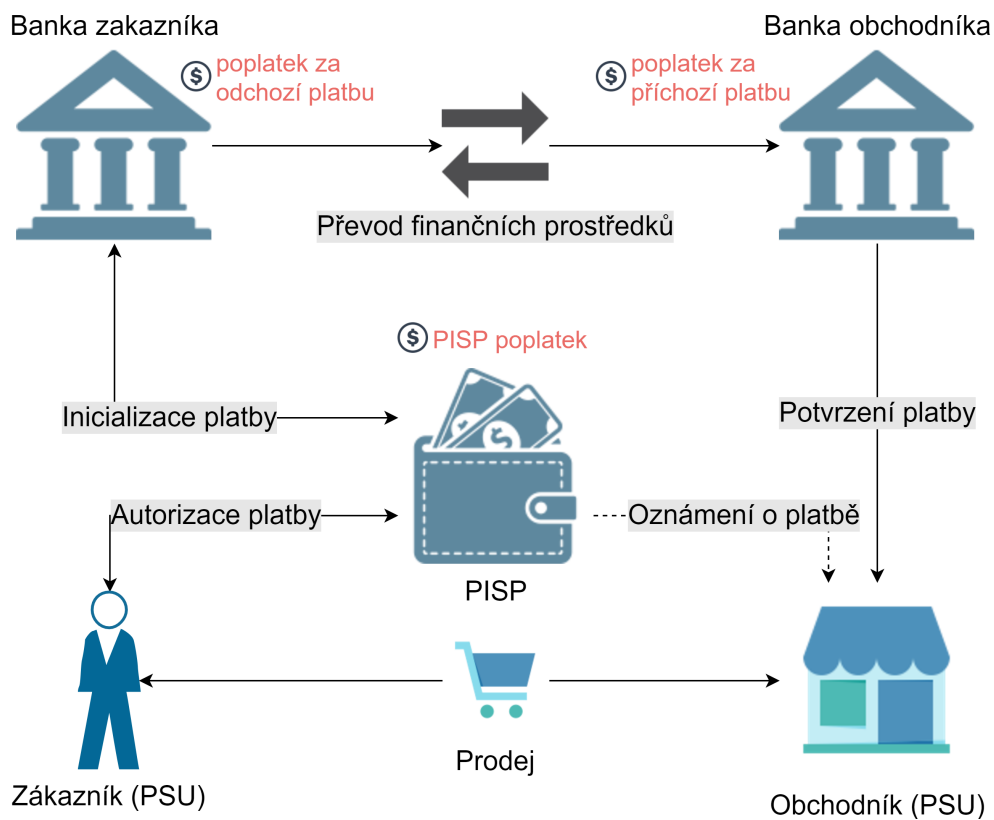 Banka zakazníka
Banka obchodníka
poplatek za
odchozí platbu
poplatek za
příchozí platbu
Převod finančních prostředků
PISP poplatek
Inicializace platby
Potvrzení platby
Autorizace platby
Oznámení o platbě
PISP
Prodej
Zákazník (PSU)
Obchodník (PSU)